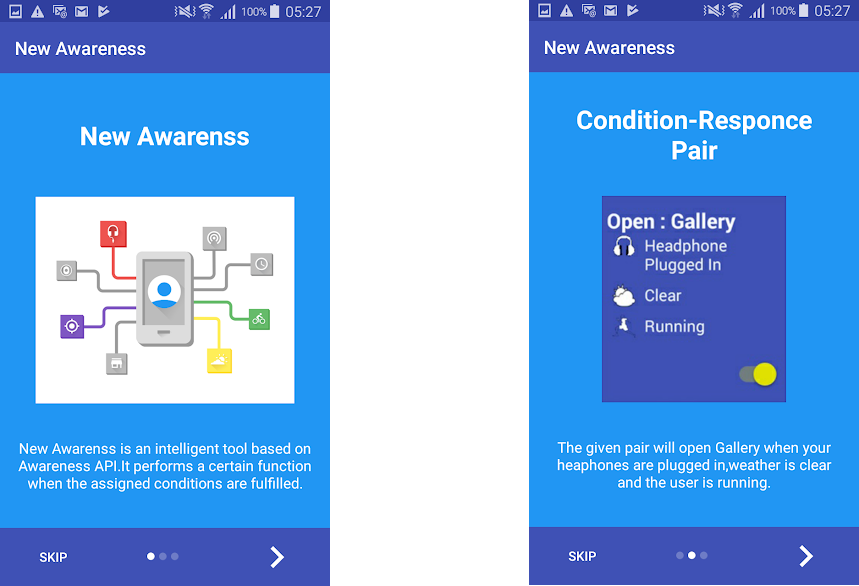 100% 05:27
New Awareness
New Awarenss
New Awarenss is an intelligent tool based on
Awareness API.It performs a certain function
when the assigned conditions are fulfilled.
SKIP
100% 05:27
New Awareness
Condition-Responce
Pair
Open : Gallery
Headphone
Plugged In
Clear
Running
The given pair will open Gallery when your
heaphones are plugged in,weather is clear
and the user is running.
SKIP